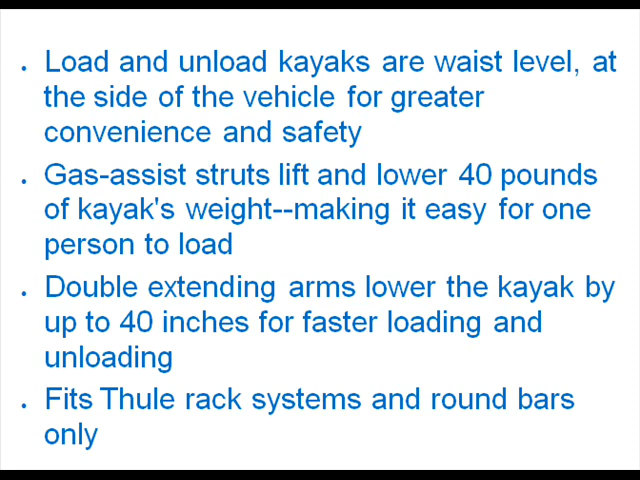 • Load and unload kayaks are waist level, at
the side of the vehicle for greater
convenience and safety
• Gas-assist struts lift and lower 40 pounds
of kayak's weight--making it easy for one
person to load
• Double extending arms lower the kayak by
up to 40 inches for faster loading and
unloading
• Fits Thule rack systems and round bars
only